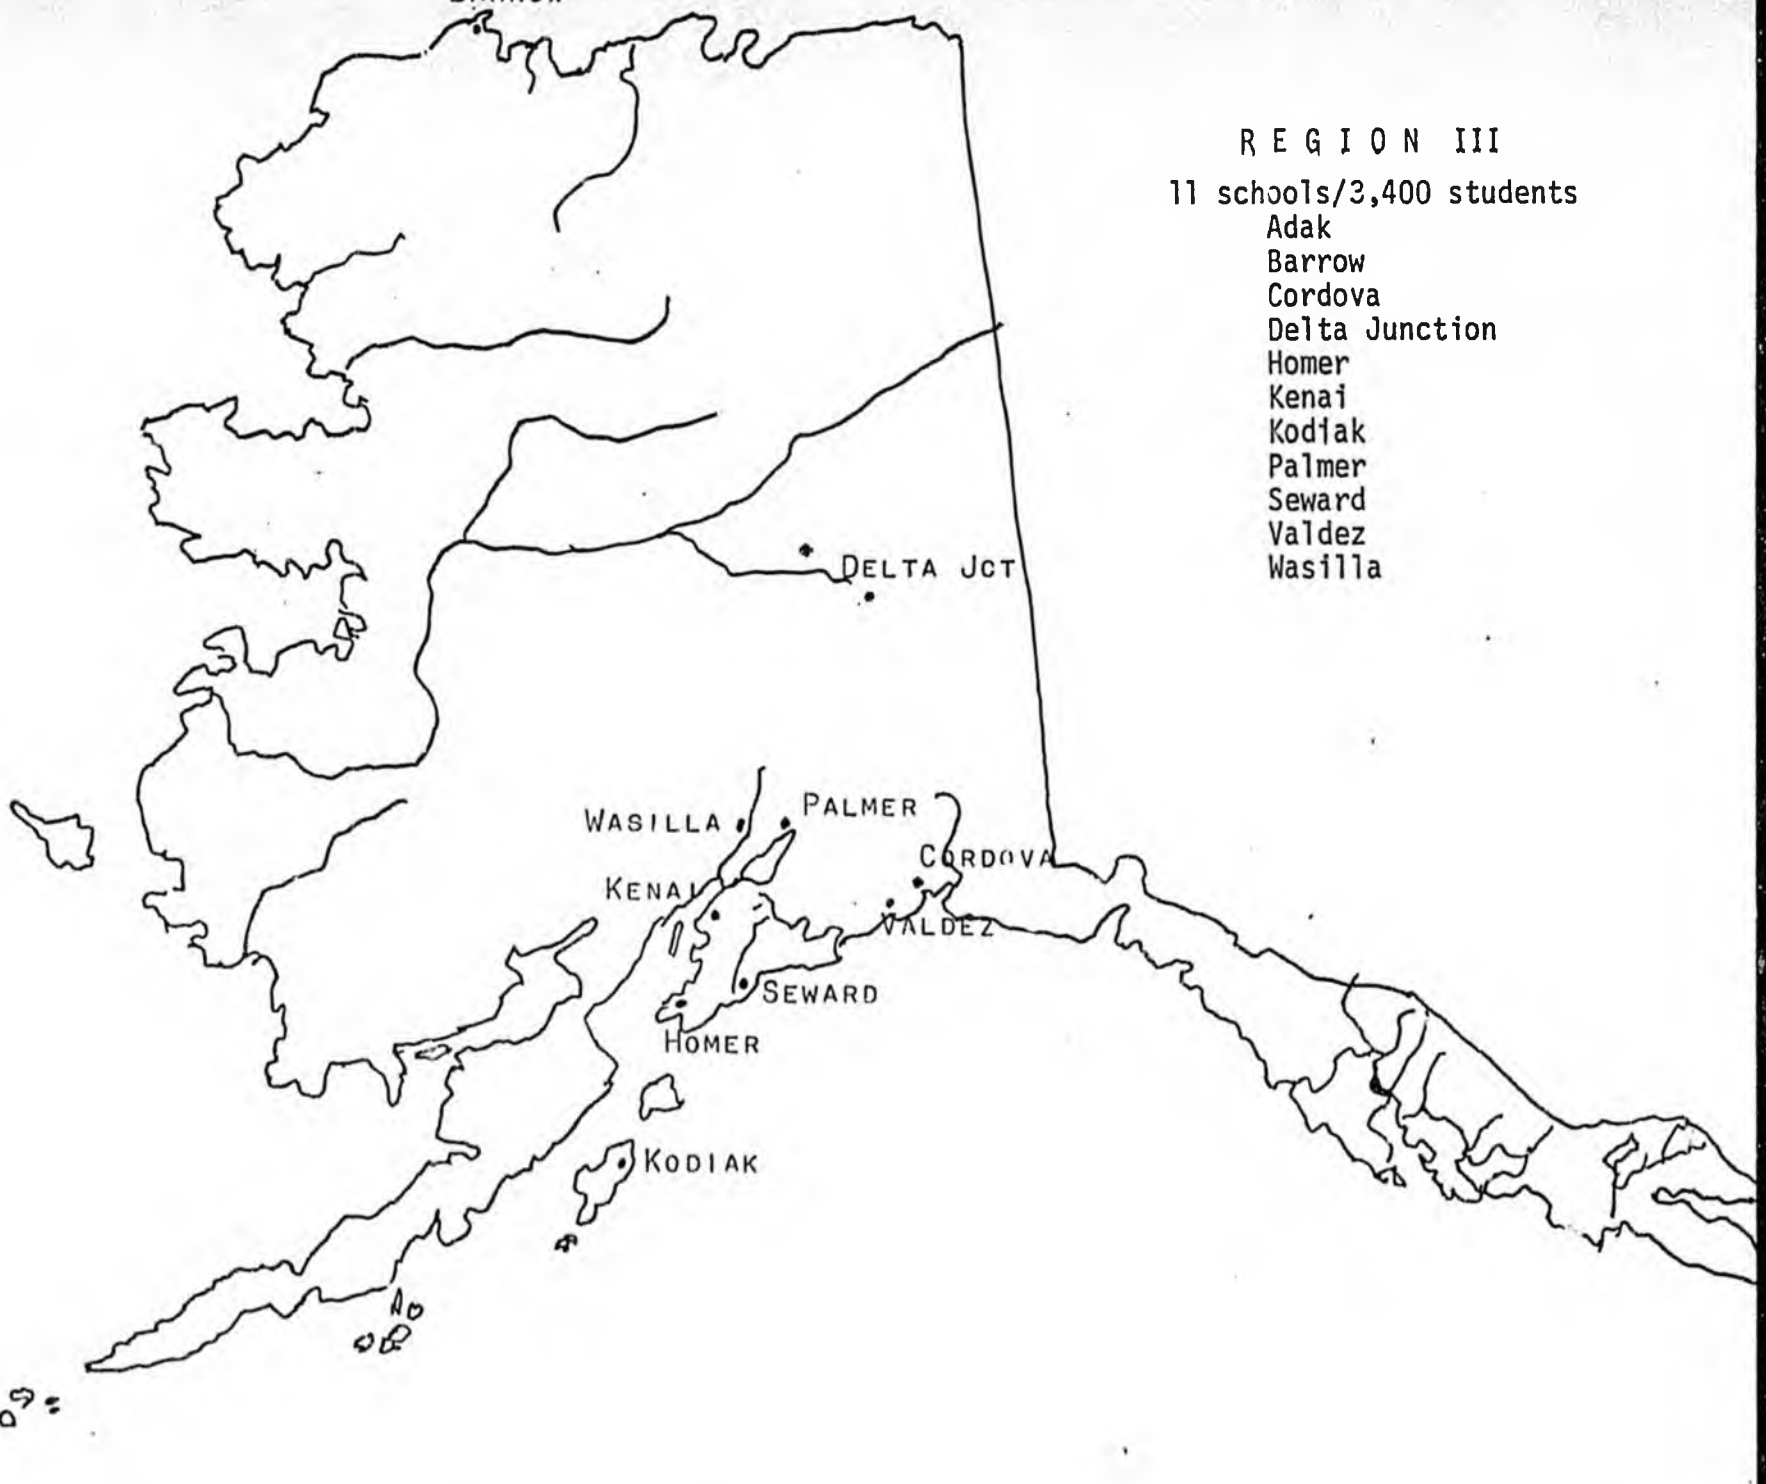 REGION III
11 schools/3,400 students
Adak
Barrow
Cordova
Delta Junction
Homer
Kenai
Kodiak
Palmer
Seward
Valdez
Wasilla
DELTA JCT
WASILLA
PALMER
CORDOVA
KENAI
VALDEZ
SEWARD
HOMER
KODIAK